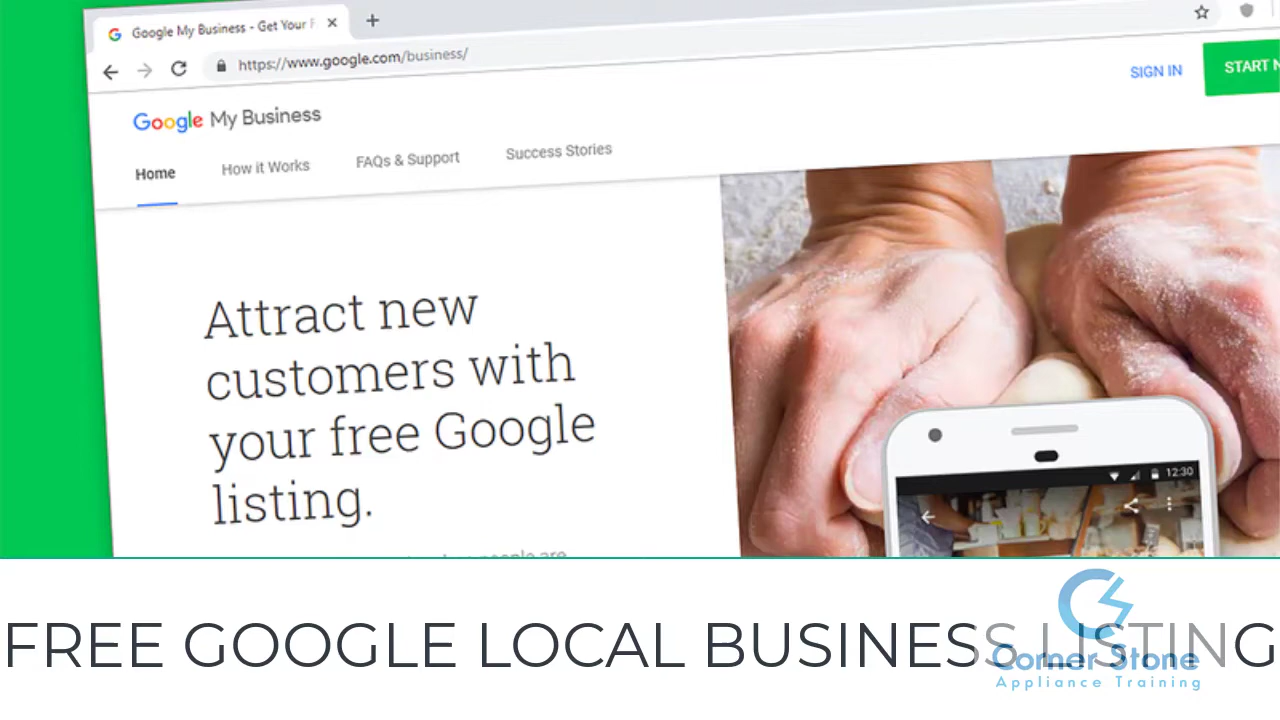 Google My Business - Get Your F
https://www.google.com/business/
SIGN IN
START N
Google My Business
Home
How it Works
FAQs & Support
Success Stories
Attract new
customers with
your free Google
listing.
people are
12:30
FREE GOOGLE LOCAL BUSINESS LISTING
Corner Stone
Appliance Training